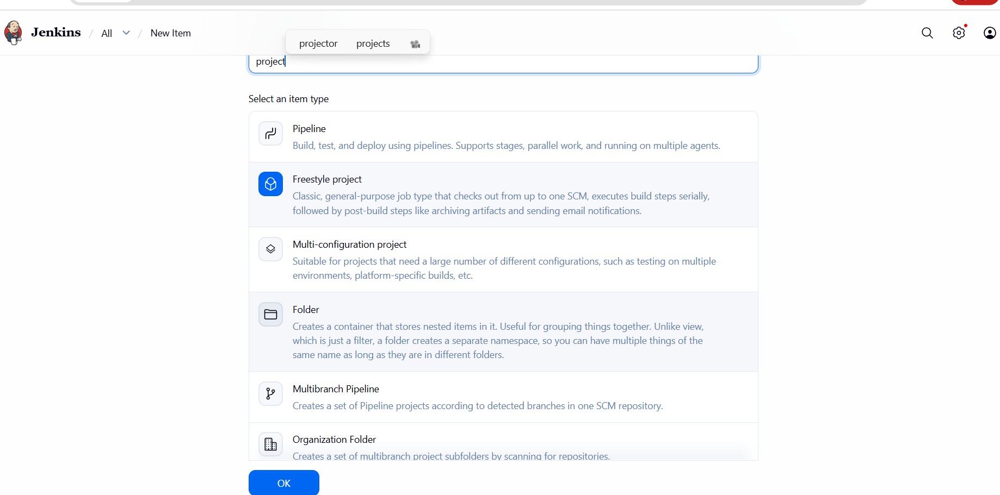 Jenkins / All / New Item
projector projects
project
Select an item type
Pipeline
Build, test, and deploy using pipelines. Supports stages, parallel work, and running on multiple agents.
Freestyle project
Classic, general-purpose job type that checks out from up to one SCM, executes build steps serially,
followed by post-build steps like archiving artifacts and sending email notifications.
Multi-configuration project
Suitable for projects that need a large number of different configurations, such as testing on multiple
environments, platform-specific builds, etc.
Folder
Creates a container that stores nested items in it. Useful for grouping things together. Unlike view,
which is just a filter, a folder creates a separate namespace, so you can have multiple things of the
same name as long as they are in different folders.
Multibranch Pipeline
Creates a set of Pipeline projects according to detected branches in one SCM repository.
Organization Folder
Creates a set of multibranch project subfolders by scanning for repositories.
OK